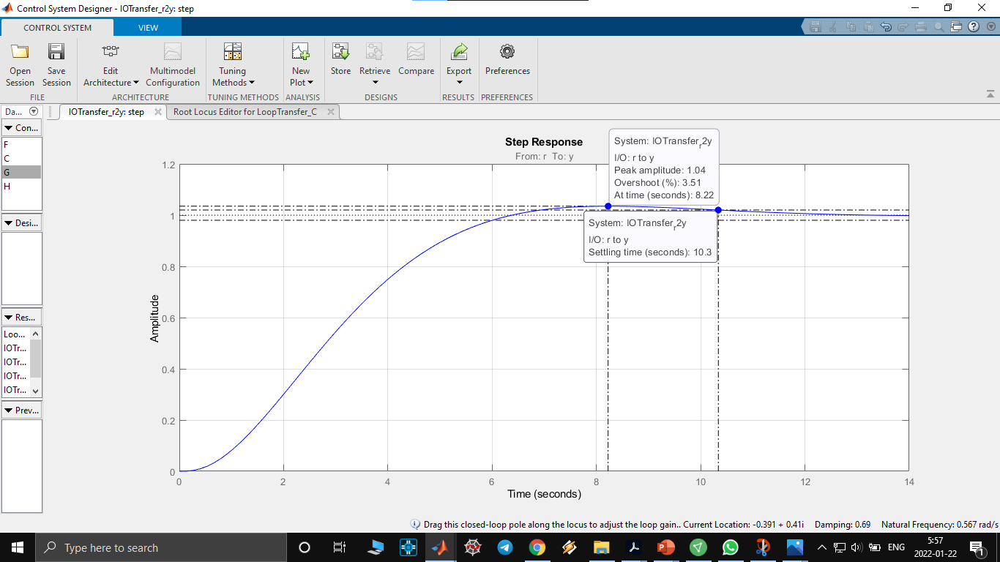 Control System Designer - IOTransfer_r2y: step
CONTROL SYSTEM
VIEW
Open Session
Save Session
Edit Architecture
Multimodel Configuration
Tuning Methods
New Plot
Store
Retrieve
Compare
Export
Preferences
FILE
ARCHITECTURE
TUNING METHODS
ANALYSIS
DESIGNS
RESULTS
PREFERENCES
Da...
IOTransfer_r2y: step
Root Locus Editor for LoopTransfer_C
Con...
F
C
G
H
Desi...
Res...
Loo...
IOTr...
IOTr...
IOTr...
IOTr...
Prev...
Step Response
From: r To: y
System: IOTransfer_r2y
I/O: r to y
Peak amplitude: 1.04
Overshoot (%): 3.51
At time (seconds): 8.22
System: IOTransfer_r2y
I/O: r to y
Settling time (seconds): 10.3
1.2
1
0.8
0.6
0.4
0.2
0
Amplitude
0 2 4 6 8 10 12 14
Time (seconds)
Drag this closed-loop pole along the locus to adjust the loop gain.. Current Location: -0.391 + 0.41i Damping: 0.69 Natural Frequency: 0.567 rad/s
Type here to search
ENG
5:57
2022-01-22
1